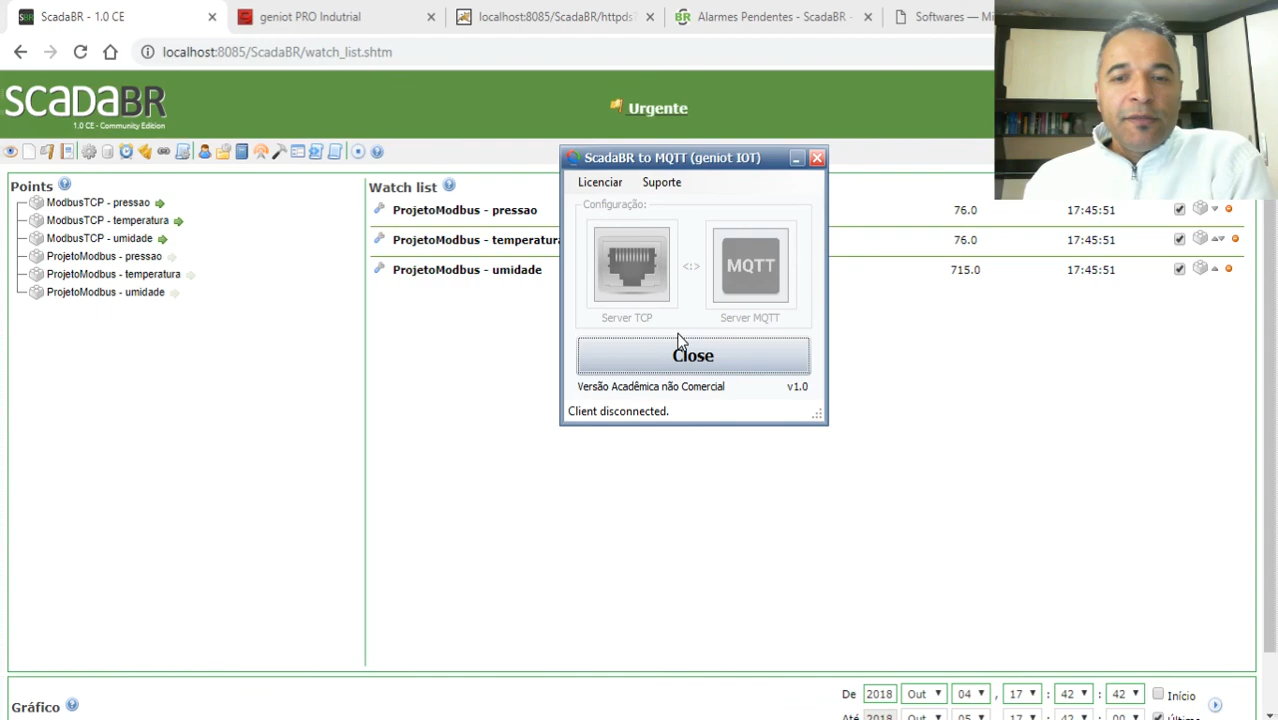 ScadaBR - 1.0 CE
geniot PRO Indutrial
localhost:8085/ScadaBR/httpds
Alarmes Pendentes - ScadaBR -
Softwares — Mi
localhost:8085/ScadaBR/watch_list.shtm
ScadaBR
1.0 CE - Community Edition
Urgente
Points
ModbusTCP - pressao
ModbusTCP - temperatura
ModbusTCP - umidade
ProjetoModbus - pressao
ProjetoModbus - temperatura
ProjetoModbus - umidade
Watch list
ProjetoModbus - pressao 76.0 17:45:51
ProjetoModbus - temperatura 76.0 17:45:51
ProjetoModbus - umidade 715.0 17:45:51
ScadaBR to MQTT (geniot IOT)
Licenciar Suporte
Configuração:
MQTT
<:>
Server TCP Server MQTT
Close
Versão Acadêmica não Comercial v1.0
Client disconnected.
Gráfico
De 2018 Out 04 , 17 : 42 : 42 Início
Até 2018 Out 05 17 42 00